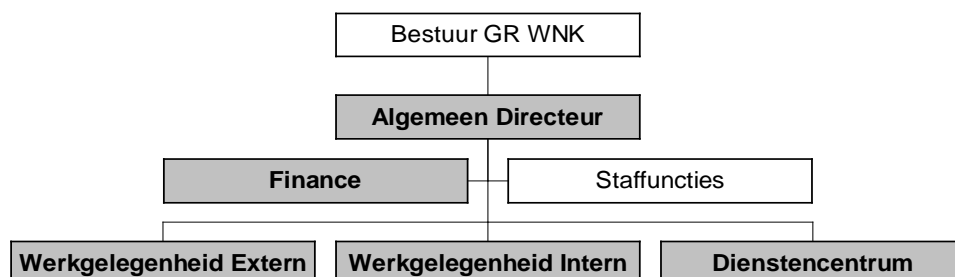 Bestuur GR WNK
Algemeen Directeur
Finance
Staffuncties
Werkgelegenheid Extern
Werkgelegenheid Intern
Dienstencentrum